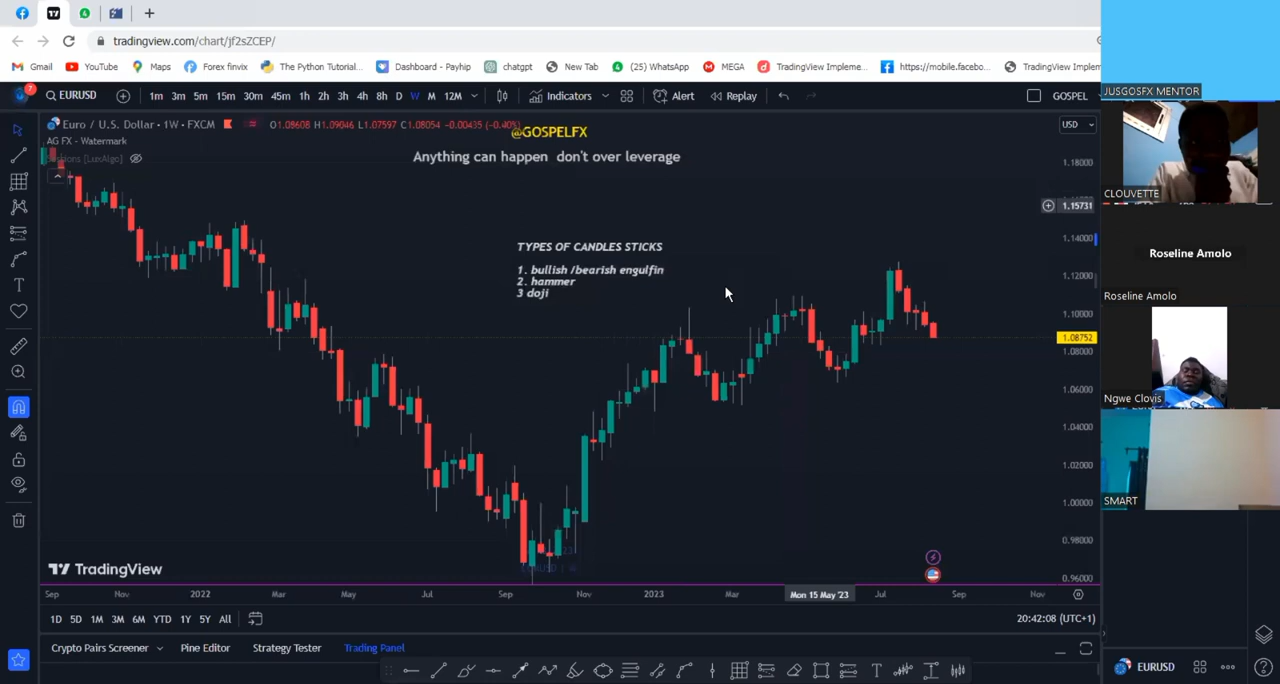 tradingview.com/chart/jf2sZCEP/
Gmail YouTube Maps Forex finvix The Python Tutorial... Dashboard - Payhip chatgpt New Tab (25) WhatsApp MEGA TradingView Impleme... https://mobile.facebo... TradingView Implem
7 EURUSD 1m 3m 5m 15m 30m 45m 1h 2h 3h 4h 8h D W M 12M Indicators Alert Replay GOSPEL
JUSGOSFX MENTOR
Euro / U.S. Dollar · 1W · FXCM O1.08608 H1.09046 L1.07597 C1.08054 -0.00435 (-0.40%) USD
@GOSPELFX
AG FX - Watermark
Anything can happen don't over leverage
[LuxAlgo]
1.18000
CLOUVETTE
1.15731
1.14000
TYPES OF CANDLES STICKS
1. bullish /bearish engulfin
2. hammer
3 doji
Roseline Amolo
Roseline Amolo
1.12000
1.10000
1.08752
1.08000
1.06000
Ngwe Clovis
1.04000
1.02000
1.00000
SMART
0.98000
0.96000
TradingView
Sep Nov 2022 Mar May Jul Sep Nov 2023 Mar Mon 15 May '23 Jul Sep Nov
1D 5D 1M 3M 6M YTD 1Y 5Y All 20:42:08 (UTC+1)
Crypto Pairs Screener Pine Editor Strategy Tester Trading Panel
EURUSD